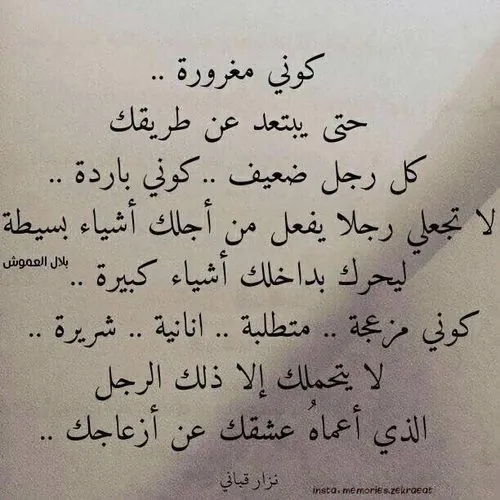 كوني مغرورة ..
حتى يبتعد عن طريقك
كل رجل ضعيف .. كوني باردة ..
لا تجعلي رجلا يفعل من أجلك أشياء بسيطة
ليحرك بداخلك أشياء كبيرة ..
بلال العموش
كوني مزعجة .. متطلبة .. انانية .. شريرة ..
لا يتحملك إلا ذلك الرجل
الذي أعماهُ عشقك عن أزعاجك ..
نزار قباني
insta. memories.zekraeat